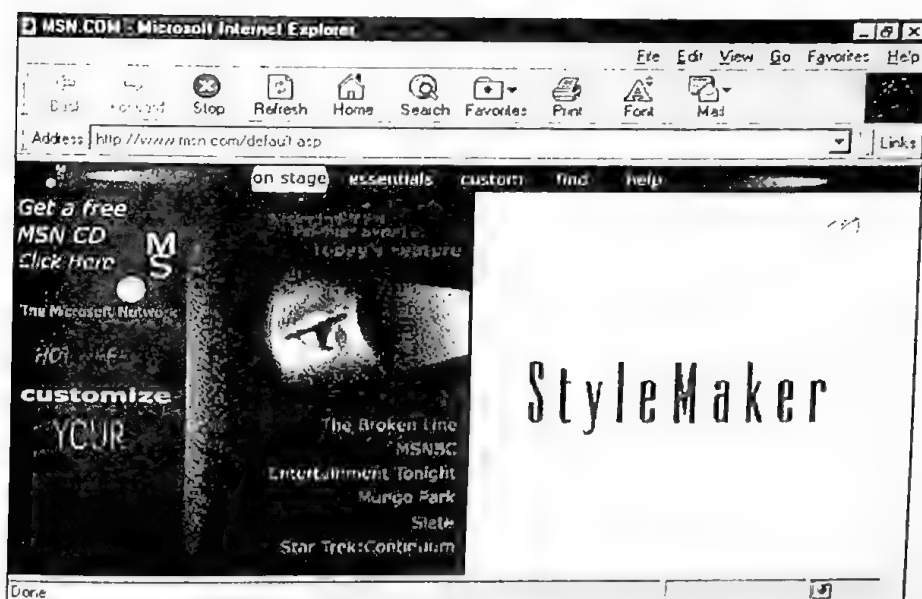 MSN.COM - Microsoft Internet Explorer
File Edit View Go Favorites Help
Back Forward Stop Refresh Home Search Favorites Print Font Mail
Address http://www.msn.com/default.asp Links
on stage essentials custom find help
Get a free
MSN CD
Click Here
MS
The Microsoft Network
Today's Feature
customize
YOUR
StyleMaker
The Broken Line
MSNBC
Entertainment Tonight
Mungo Park
Slate
Star Trek:Continuum
Done